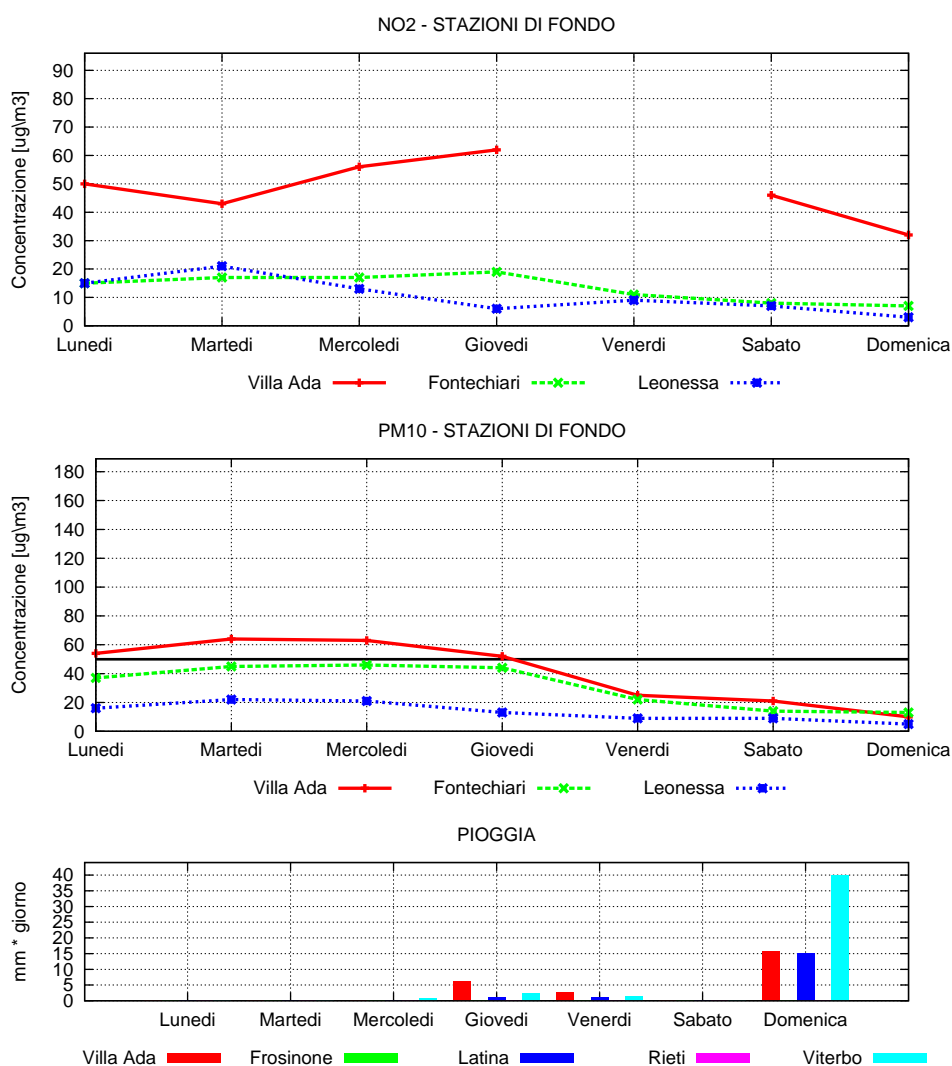 NO2 - STAZIONI DI FONDO
Concentrazione [ug\m3]
90
80
70
60
50
40
30
20
10
0
Lunedi Martedi Mercoledi Giovedi Venerdi Sabato Domenica
Villa Ada Fontechiari Leonessa
PM10 - STAZIONI DI FONDO
Concentrazione [ug\m3]
180
160
140
120
100
80
60
40
20
0
Lunedi Martedi Mercoledi Giovedi Venerdi Sabato Domenica
Villa Ada Fontechiari Leonessa
PIOGGIA
mm * giorno
40
35
30
25
20
15
10
5
0
Lunedi Martedi Mercoledi Giovedi Venerdi Sabato Domenica
Villa Ada Frosinone Latina Rieti Viterbo